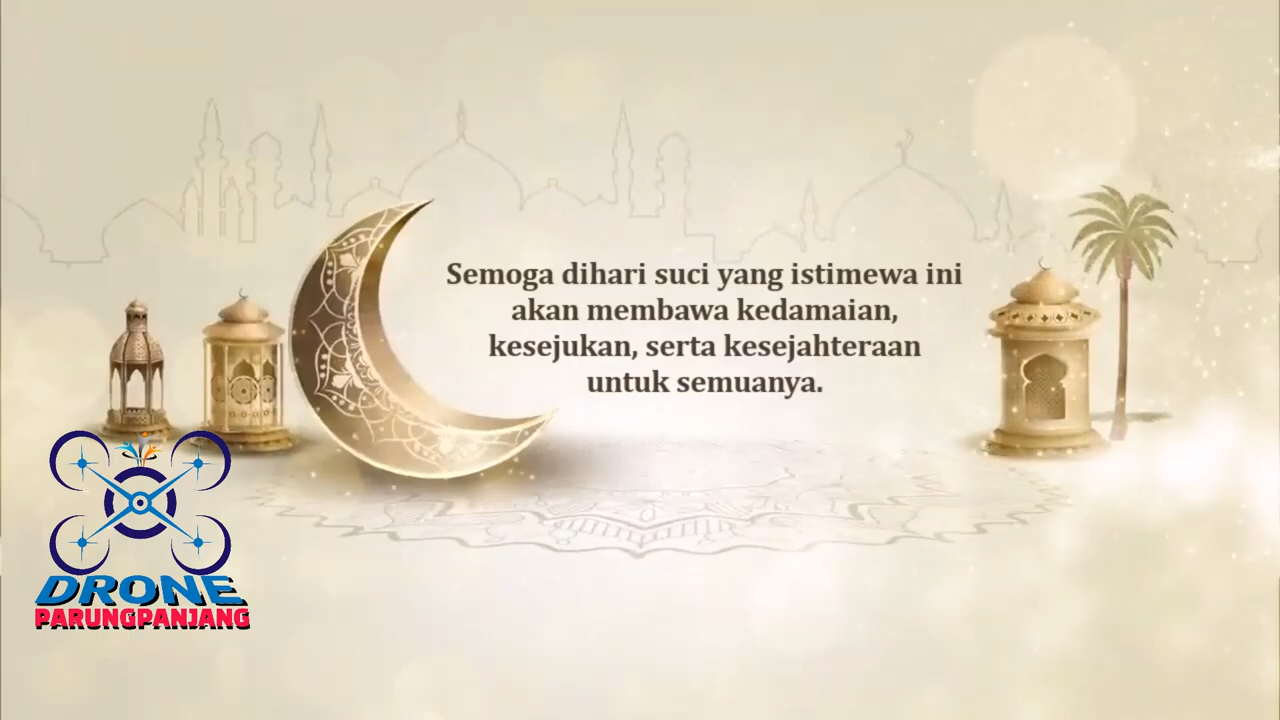 Semoga dihari suci yang istimewa ini
akan membawa kedamaian,
kesejukan, serta kesejahteraan
untuk semuanya.
DRONE
PARUNGPANJANG